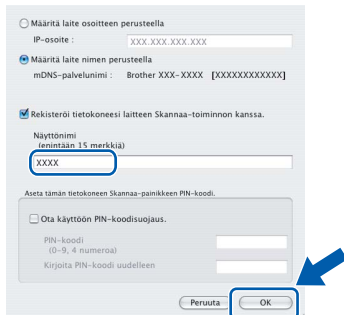 Määritä laite osoitteen perusteella
IP-osoite : XXX.XXX.XXX.XXX
Määritä laite nimen perusteella
mDNS-palvelunimi : Brother XXX-XXXX [XXXXXXXXXXXX]
Rekisteröi tietokoneesi laitteen Skannaa-toiminnon kanssa.
Näyttönimi
(enintään 15 merkkiä)
XXXX
Aseta tämän tietokoneen Skannaa-painikkeen PIN-koodi.
Ota käyttöön PIN-koodisuojaus.
PIN-koodi
(0-9, 4 numeroa)
Kirjoita PIN-koodi uudelleen
Peruuta OK